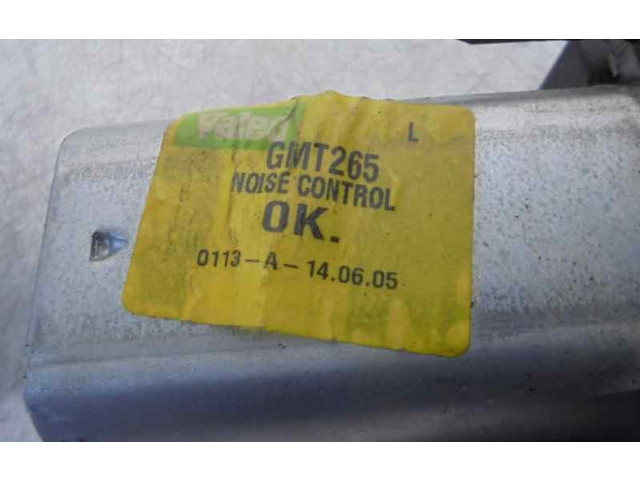 Valeo
L
GMT265
NOISE CONTROL
OK.
0113-A-14.06.05